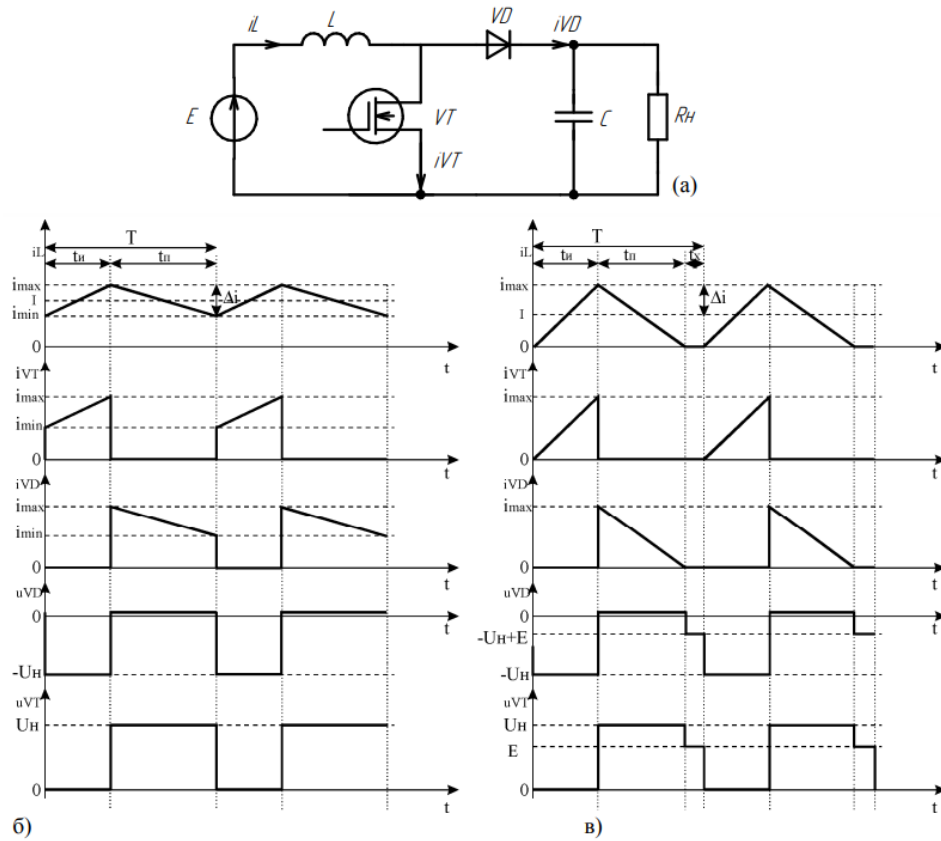 iL L VD iVD
E VT C Rн
iVT
(а)
iL T
tи tп
imax
I Δi
imin
0
t
iVT
imax
imin
0
t
iVD
imax
imin
0
t
uVD
0
t
-Uн
uVT
Uн
0
t
б)
iL T
tи tп tx
imax
Δi
I
0
t
iVT
imax
0
t
iVD
imax
0
t
uVD
0
t
-Uн+E
-Uн
uVT
Uн
E
0
t
в)